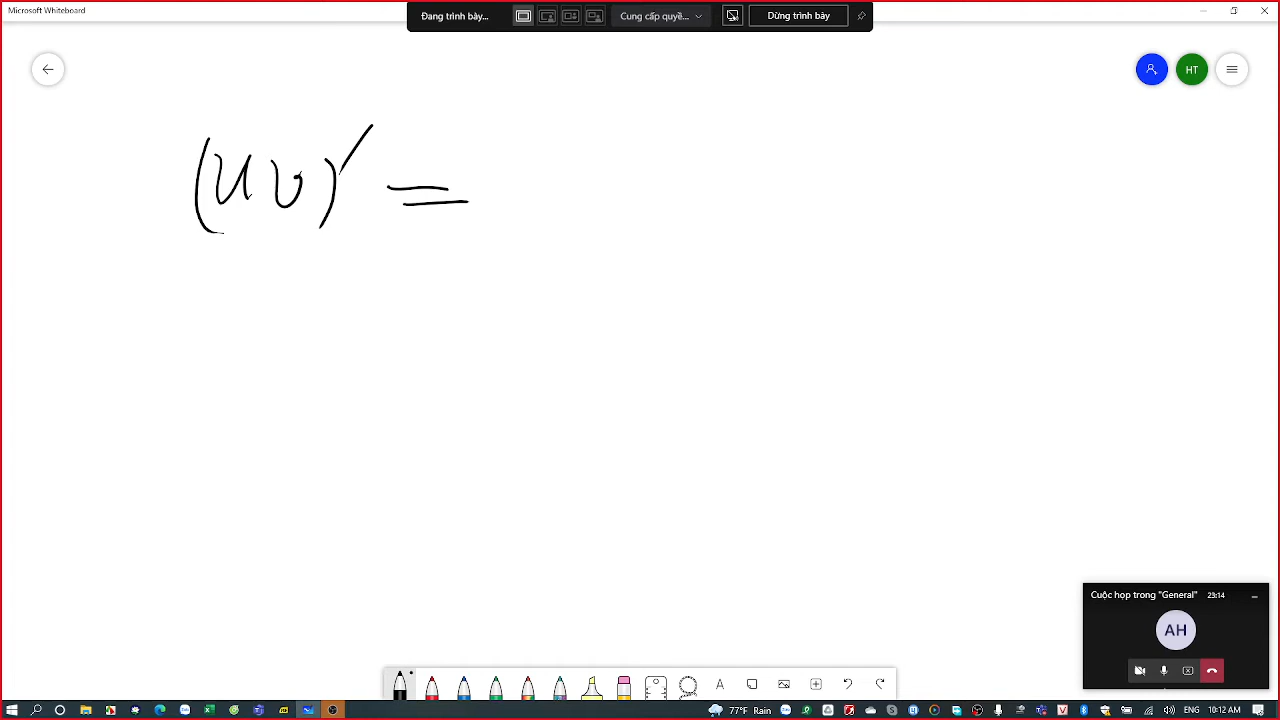 Microsoft Whiteboard
Đang trình bày...
Cung cấp quyề...
Dừng trình bày
HT
(uv)' =
Cuộc họp trong "General" 23:14
AH
A
77°F Rain
ENG 10:12 AM